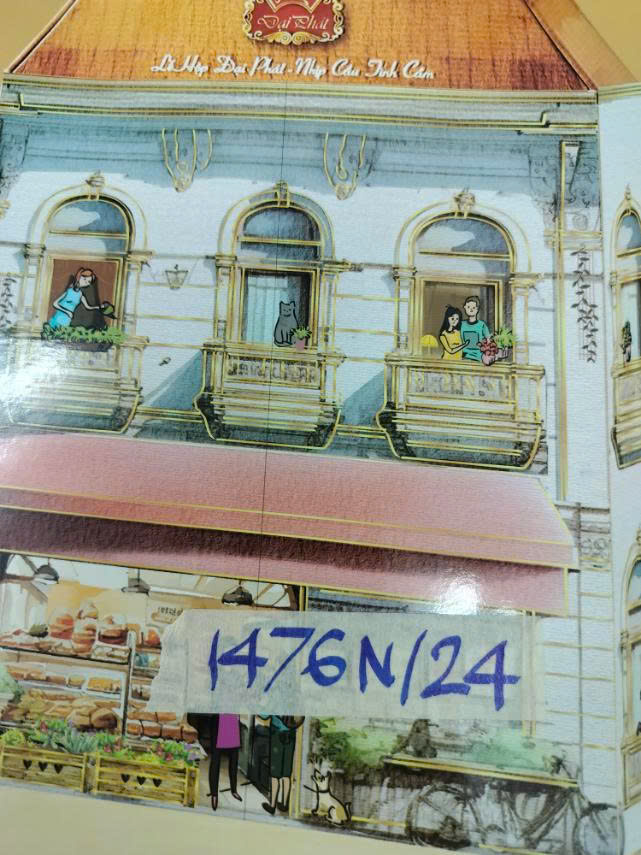 Đại Phát
Lễ Hộp Đại Phát - Nhịp Cầu Tình Cảm
1476N/24